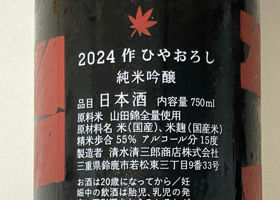 2024 作 ひやおろし
純米吟醸
品目 日本酒 内容量 750ml
原料米 山田錦全量使用
原材料名 米(国産)、米麹(国産米)
精米歩合 55% アルコール分 15度
製造者 清水清三郎商店株式会社
三重県鈴鹿市若松東三丁目9番33号
お酒は20歳になってから/妊
娠中の飲酒は胎児、乳児の発